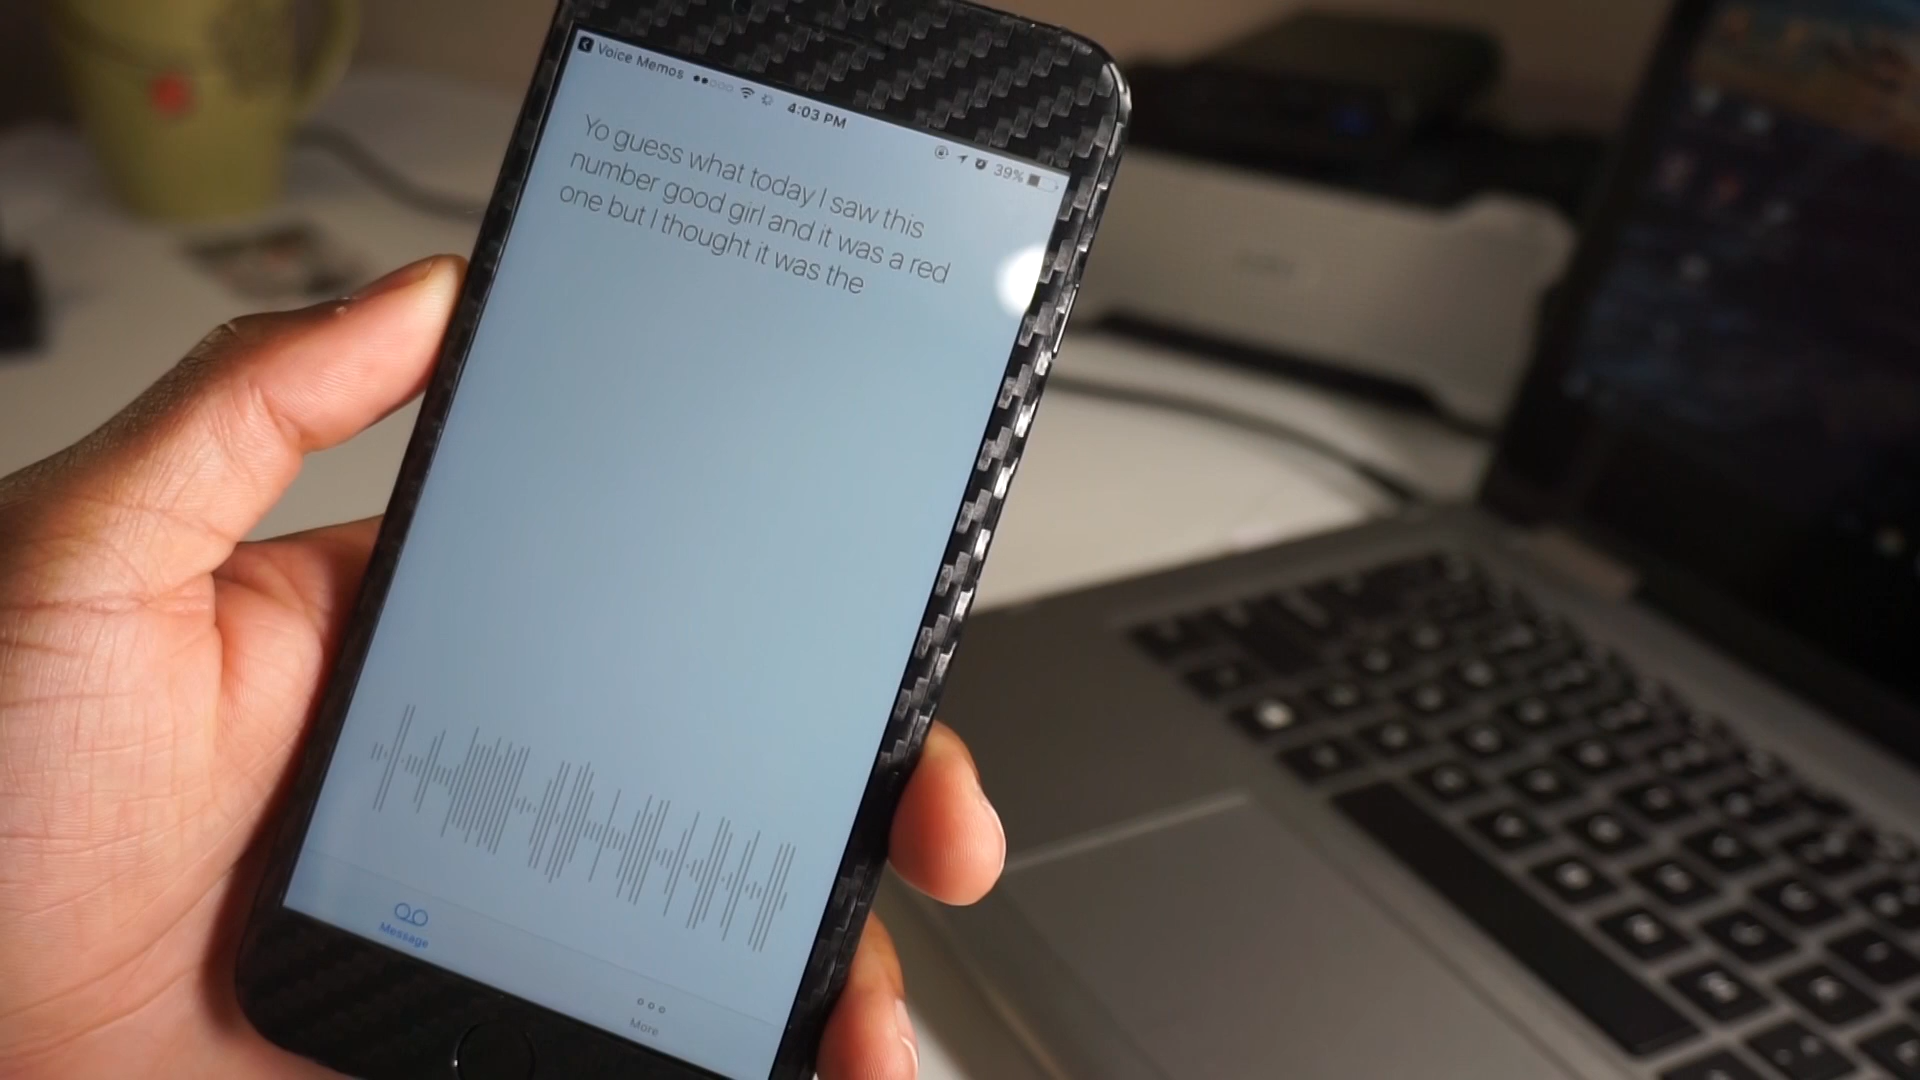 Voice Memos 4:03 PM 39%
Yo guess what today I saw this
number good girl and it was a red
one but I thought it was the
Message
More